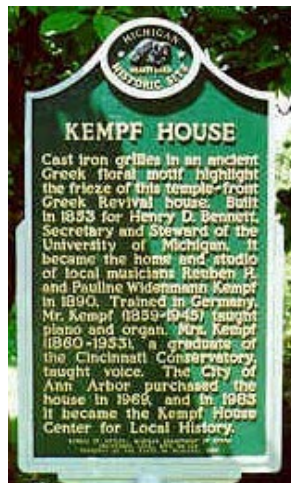 MICHIGAN
HISTORIC SITE
KEMPF HOUSE
Cast iron grilles in an ancient
Greek floral motif highlight
the frieze of this temple-front
Greek Revival house. Built
in 1853 for Henry D. Bennett,
Secretary and Steward of the
University of Michigan, it
became the home and studio
of local musicians Reuben H.
and Pauline Widenmann Kempf
in 1890. Trained in Germany,
Mr. Kempf (1859-1945) taught
piano and organ. Mrs. Kempf
(1860-1953), a graduate of
the Cincinnati Conservatory,
taught voice. The City of
Ann Arbor purchased the
house in 1969, and in 1983
it became the Kempf House
Center for Local History.